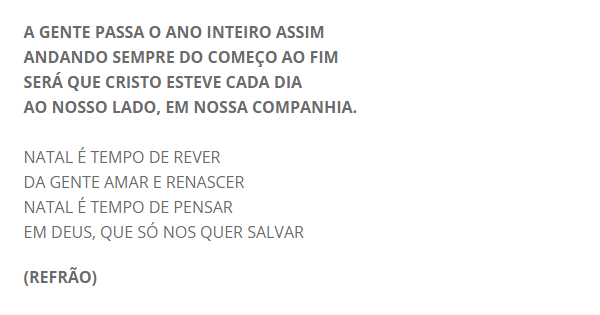 A GENTE PASSA O ANO INTEIRO ASSIM
ANDANDO SEMPRE DO COMEÇO AO FIM
SERÁ QUE CRISTO ESTEVE CADA DIA
AO NOSSO LADO, EM NOSSA COMPANHIA.
NATAL É TEMPO DE REVER
DA GENTE AMAR E RENASCER
NATAL É TEMPO DE PENSAR
EM DEUS, QUE SÓ NOS QUER SALVAR
(REFRÃO)